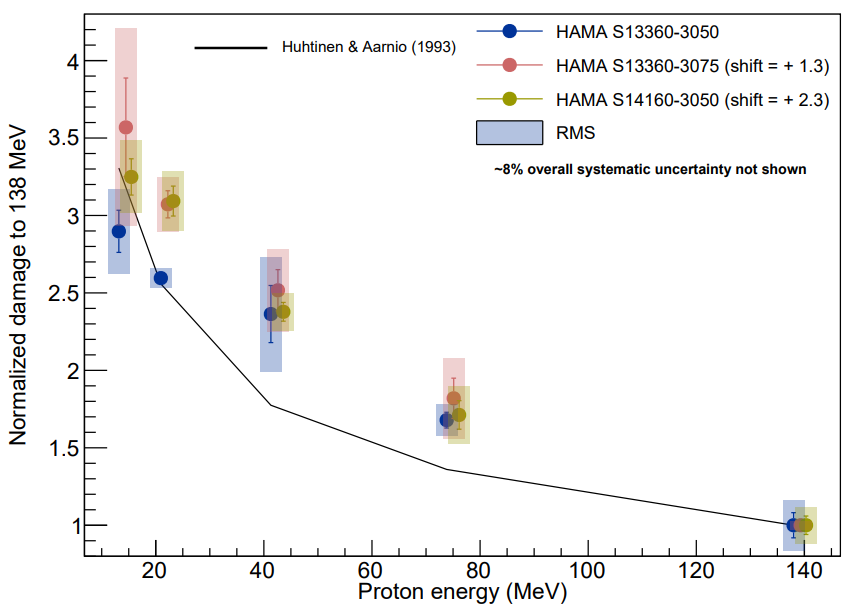 Normalized damage to 138 MeV
4
3.5
3
2.5
2
1.5
1
Huhtinen & Aarnio (1993)
HAMA S13360-3050
HAMA S13360-3075 (shift = + 1.3)
HAMA S14160-3050 (shift = + 2.3)
RMS
~8% overall systematic uncertainty not shown
20 40 60 80 100 120 140
Proton energy (MeV)